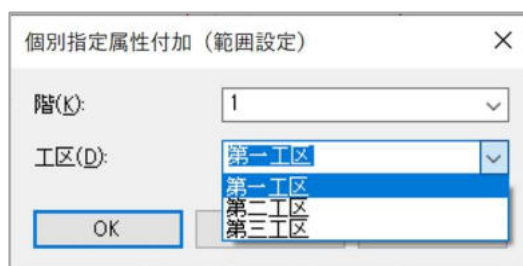 個別指定属性付加（範囲設定）
階(K): 1
工区(D): 第一工区
第一工区
第二工区
第三工区
OK